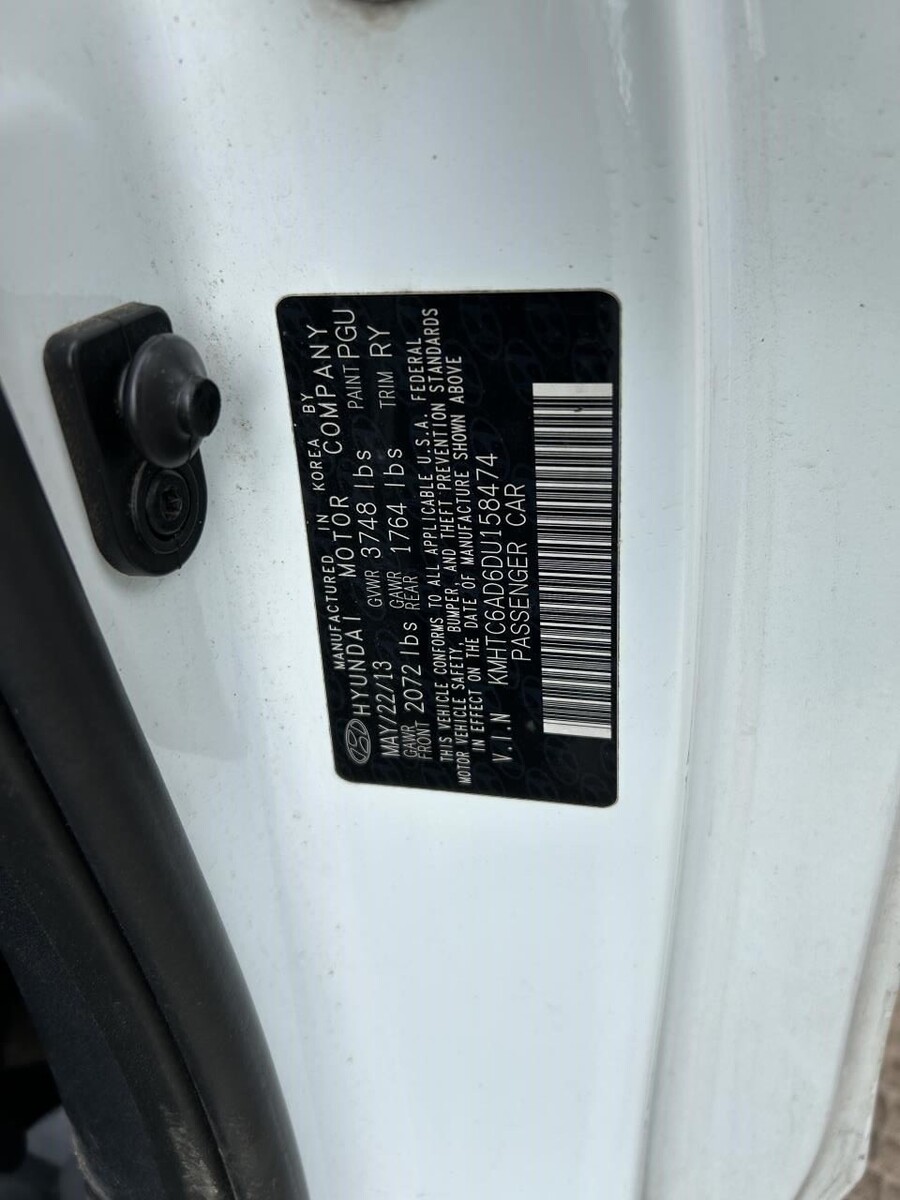 MANUFACTURED IN KOREA BY
HYUNDAI MOTOR COMPANY
MAY/22/13 GVWR 3748 lbs PAINT PGU
GAWR FRONT 2072 lbs GAWR REAR 1764 lbs TRIM RY
THIS VEHICLE CONFORMS TO ALL APPLICABLE U.S.A. FEDERAL
MOTOR VEHICLE SAFETY, BUMPER, AND THEFT PREVENTION STANDARDS
IN EFFECT ON THE DATE OF MANUFACTURE SHOWN ABOVE
V.I.N KMHTC6AD6DU158474
PASSENGER CAR